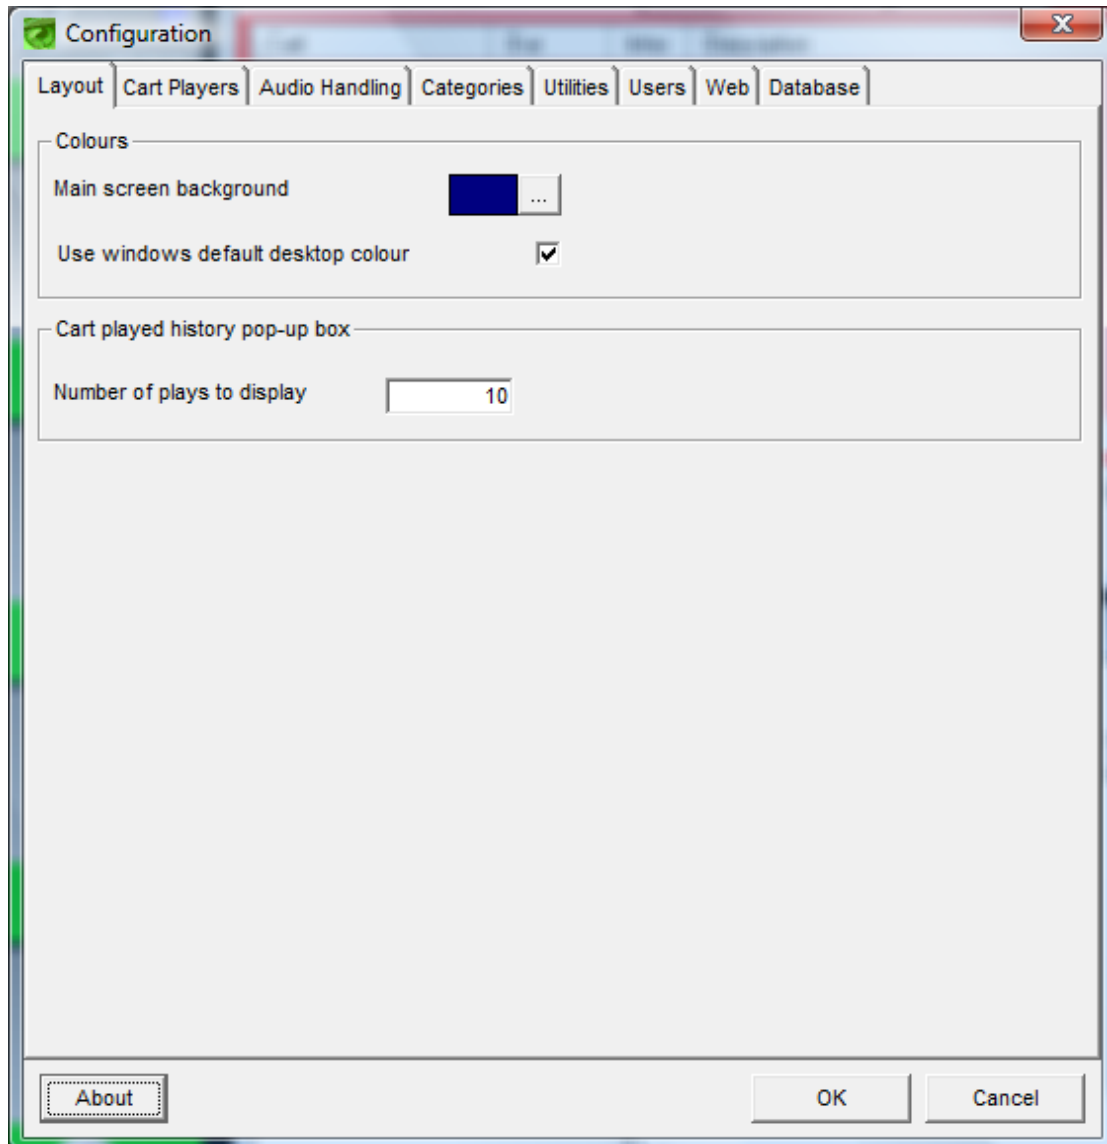 Configuration
Layout Cart Players Audio Handling Categories Utilities Users Web Database
Colours
Main screen background ...
Use windows default desktop colour
Cart played history pop-up box
Number of plays to display 10
About OK Cancel